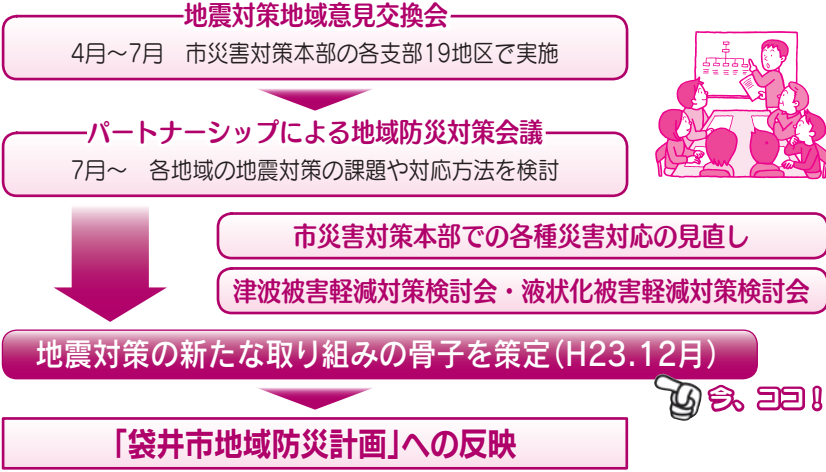 地震対策地域意見交換会
4月～7月　市災害対策本部の各支部19地区で実施
パートナーシップによる地域防災対策会議
7月～　各地域の地震対策の課題や対応方法を検討
市災害対策本部での各種災害対応の見直し
津波被害軽減対策検討会・液状化被害軽減対策検討会
地震対策の新たな取り組みの骨子を策定(H23.12月)
今、ココ!
「袋井市地域防災計画」への反映